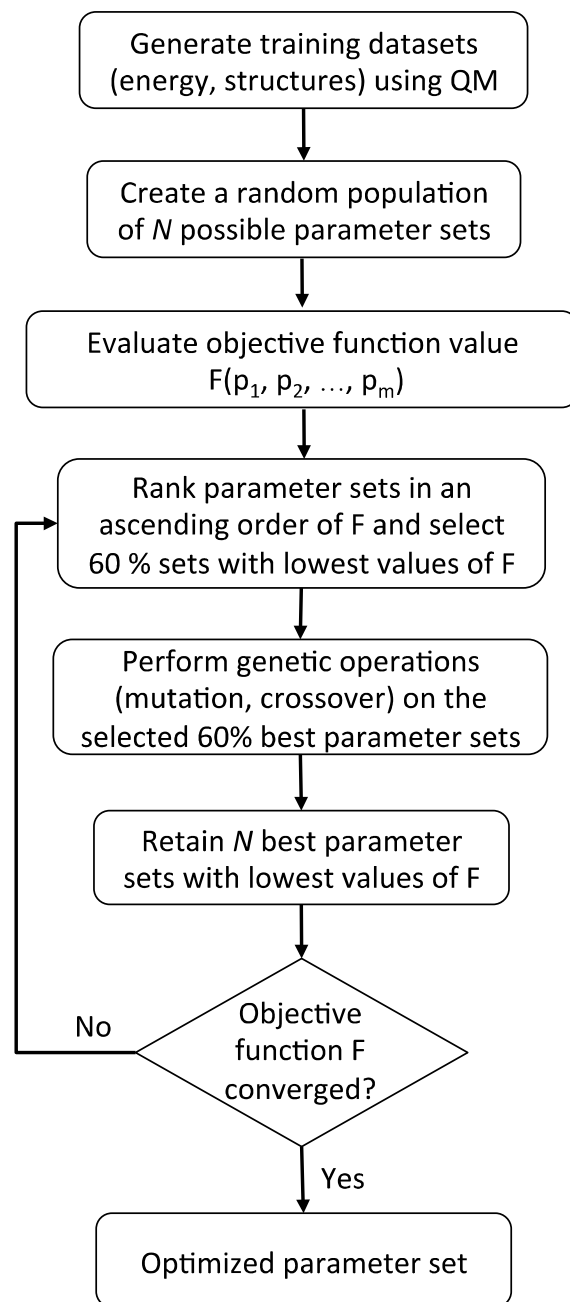 Generate training datasets
(energy, structures) using QM
Create a random population
of N possible parameter sets
Evaluate objective function value
F(p₁, p₂, …, pₘ)
Rank parameter sets in an
ascending order of F and select
60 % sets with lowest values of F
Perform genetic operations
(mutation, crossover) on the
selected 60% best parameter sets
Retain N best parameter
sets with lowest values of F
Objective
function F
converged?
No
Yes
Optimized parameter set